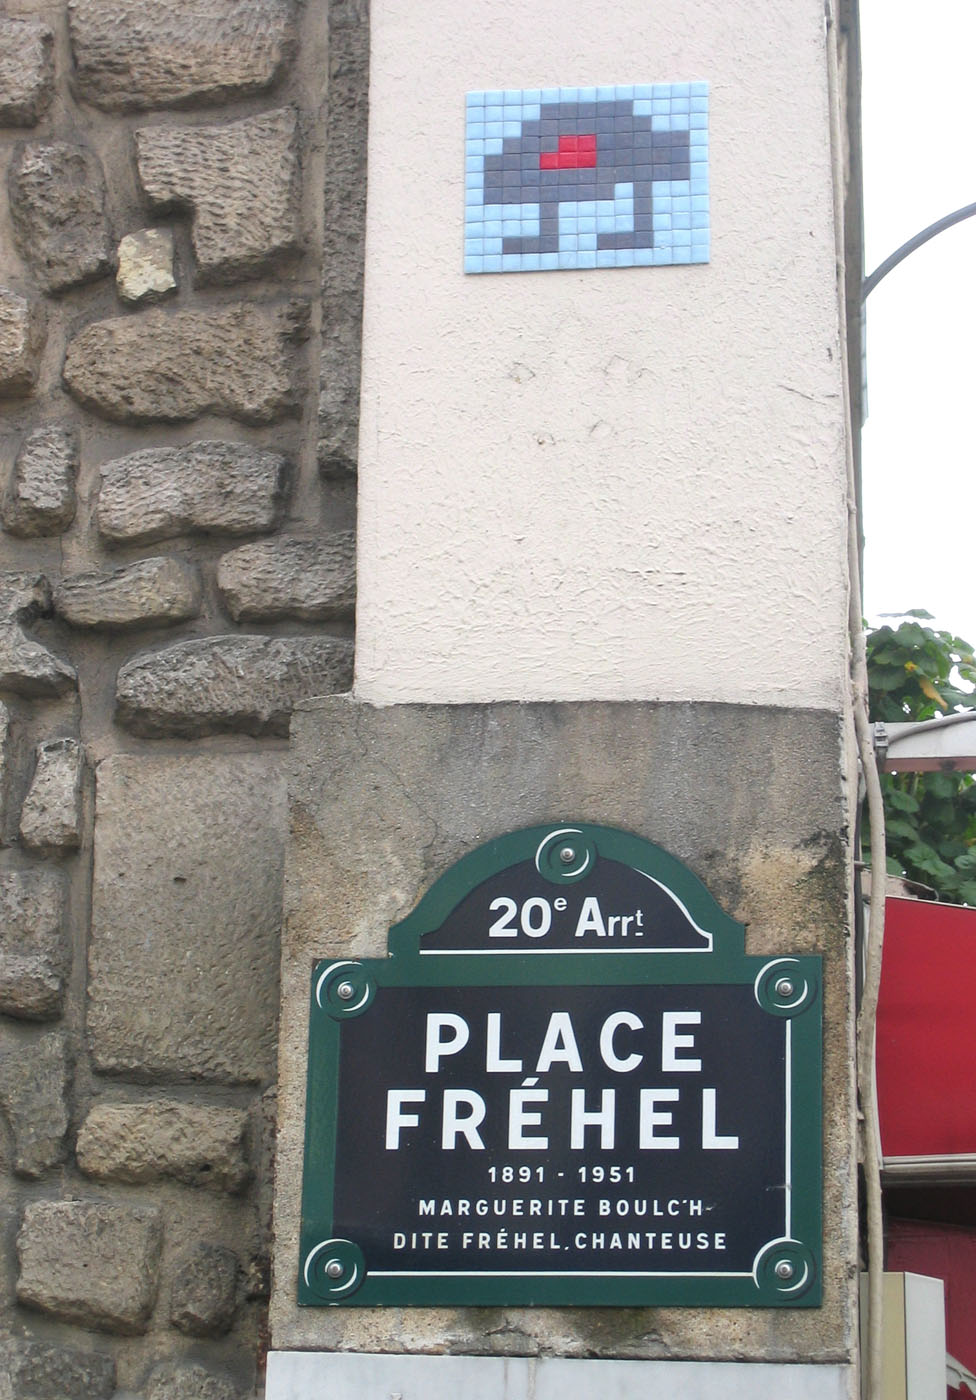 20e Arrt
PLACE
FRÉHEL
1891 - 1951
MARGUERITE BOULC'H
DITE FRÉHEL, CHANTEUSE